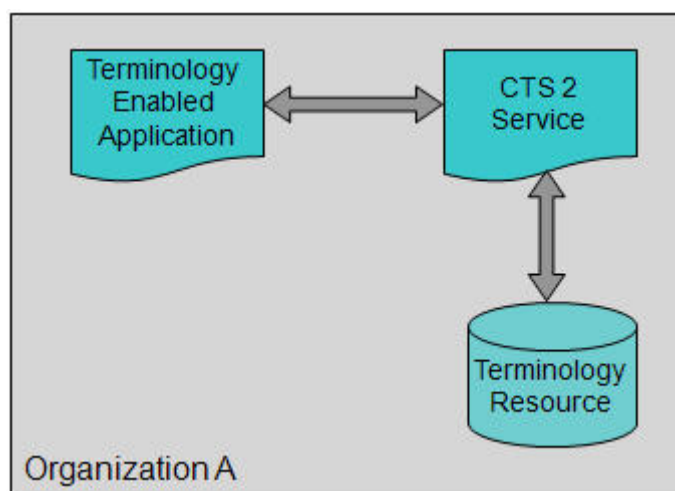 Terminology
Enabled
Application
CTS 2
Service
Terminology
Resource
Organization A